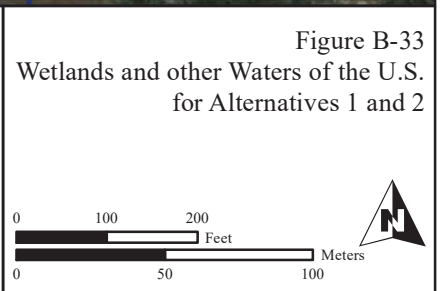 Figure B-33
Wetlands and other Waters of the U.S.
for Alternatives 1 and 2
0 100 200
Feet
Meters
0 50 100
N